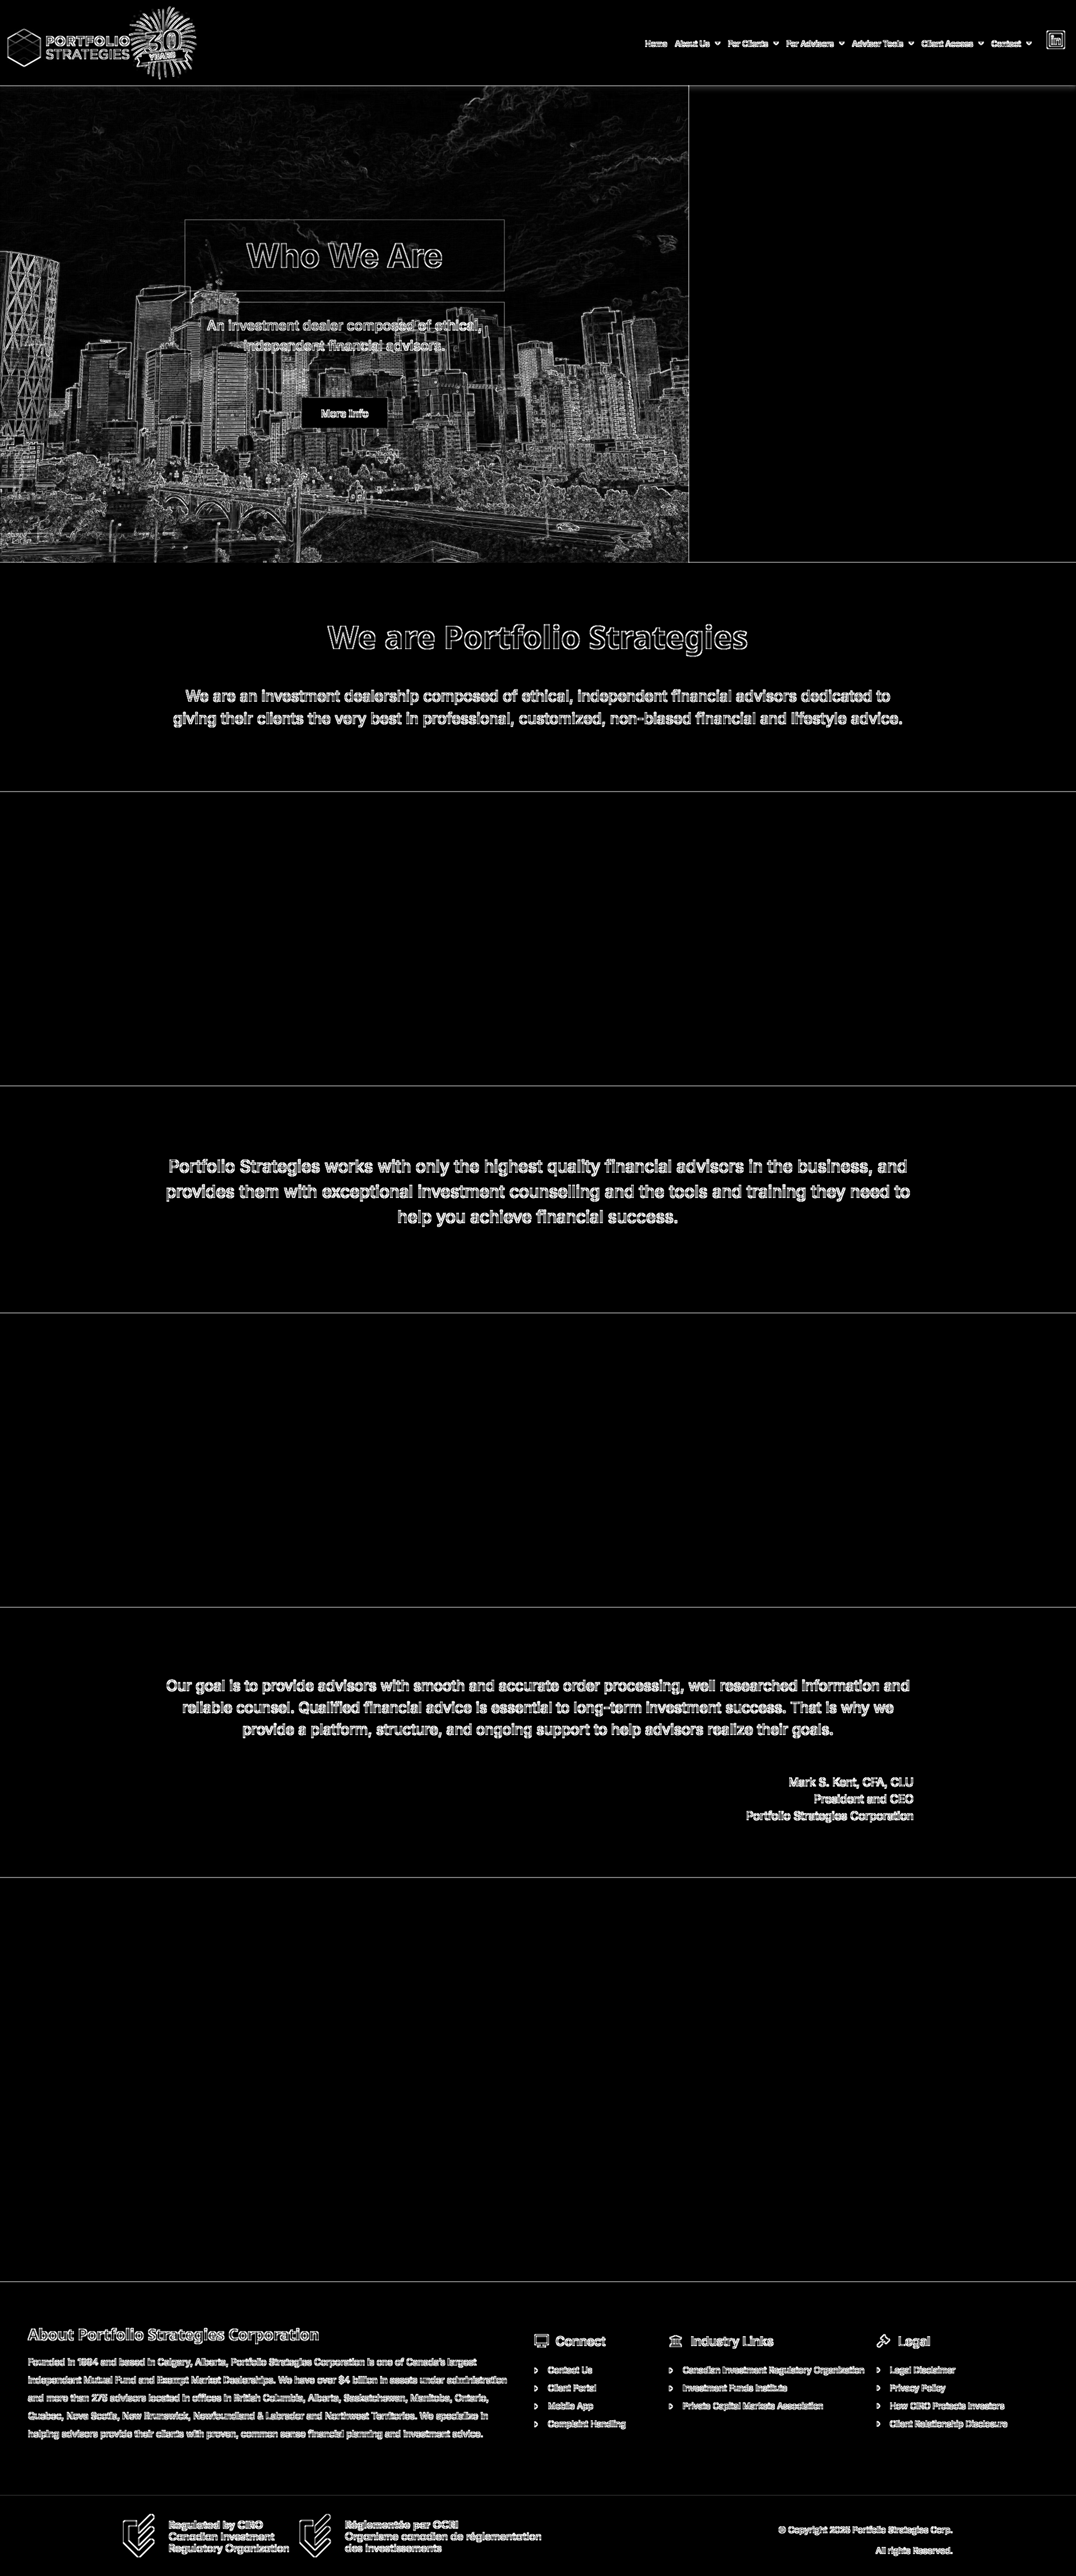 PORTFOLIO
STRATEGIES
30
YEARS
Home About Us For Clients For Advisors Advisor Tools Client Access Contact
in
Who We Are
An investment dealer composed of ethical,
independent financial advisors.
More Info
We are Portfolio Strategies
We are an investment dealership composed of ethical, independent financial advisors dedicated to
giving their clients the very best in professional, customized, non-biased financial and lifestyle advice.
Portfolio Strategies works with only the highest quality financial advisors in the business, and
provides them with exceptional investment counselling and the tools and training they need to
help you achieve financial success.
Our goal is to provide advisors with smooth and accurate order processing, well researched information and
reliable counsel. Qualified financial advice is essential to long-term investment success. That is why we
provide a platform, structure, and ongoing support to help advisors realize their goals.
Mark S. Kent, CFA, CLU
President and CEO
Portfolio Strategies Corporation
About Portfolio Strategies Corporation
Founded in 1994 and based in Calgary, Alberta, Portfolio Strategies Corporation is one of Canada's largest
independent Mutual Fund and Exempt Market Dealerships. We have over $4 billion in assets under administration
and more than 275 advisors located in offices in British Columbia, Alberta, Saskatchewan, Manitoba, Ontario,
Quebec, Nova Scotia, New Brunswick, Newfoundland & Labrador and Northwest Territories. We specialize in
helping advisors provide their clients with proven, common sense financial planning and investment advice.
Connect
Contact Us
Client Portal
Mobile App
Complaint Handling
Industry Links
Canadian Investment Regulatory Organization
Investment Funds Institute
Private Capital Markets Association
Legal
Legal Disclaimer
Privacy Policy
How CIRO Protects Investors
Client Relationship Disclosure
Regulated by CIRO
Canadian Investment
Regulatory Organization
Réglementée par OCRI
Organisme canadien de réglementation
des investissements
© Copyright 2025 Portfolio Strategies Corp.
All rights Reserved.